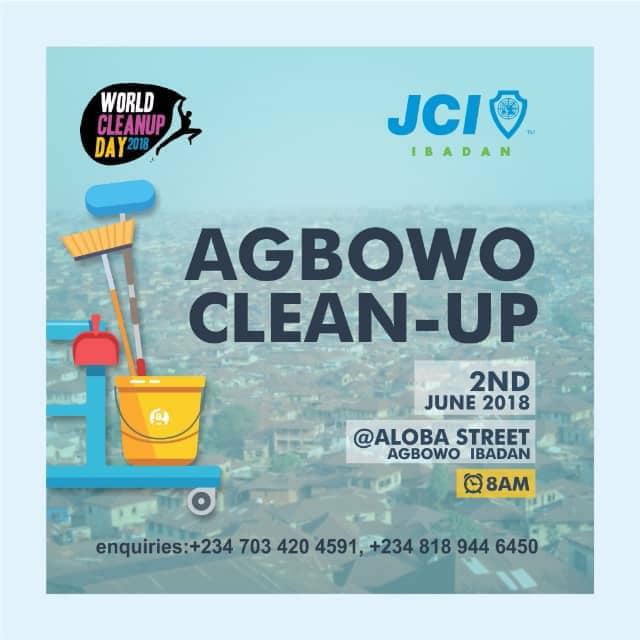 WORLD
CLEANUP
DAY 2018
JCI TM
IBADAN
AGBOWO
CLEAN-UP
2ND
JUNE 2018
@ALOBA STREET
AGBOWO IBADAN
8AM
enquiries:+234 703 420 4591, +234 818 944 6450